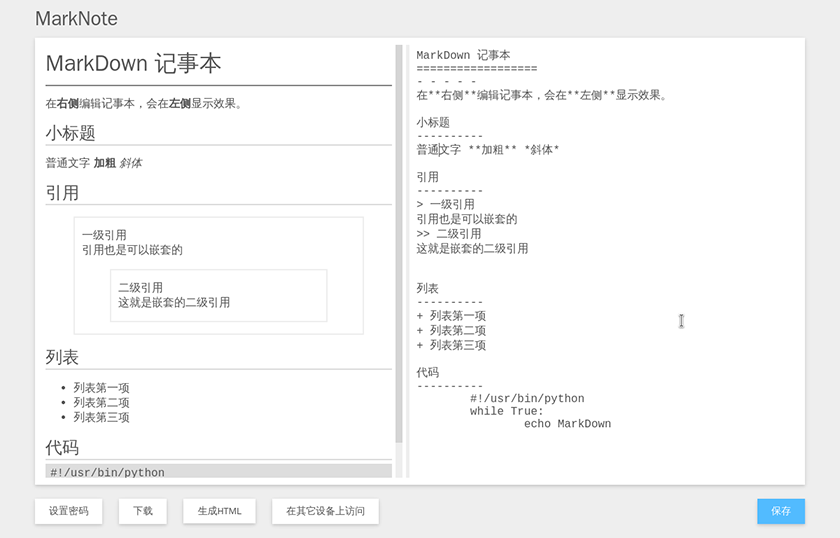 MarkNote
MarkDown 记事本
在右侧编辑记事本，会在左侧显示效果。
小标题
普通文字 加粗 斜体
引用
一级引用
引用也是可以嵌套的
二级引用
这就是嵌套的二级引用
列表
• 列表第一项
• 列表第二项
• 列表第三项
代码
#!/usr/bin/python
MarkDown 记事本
==================
- - - - -
在**右侧**编辑记事本，会在**左侧**显示效果。
小标题
----------
普通文字 **加粗** *斜体*
引用
----------
> 一级引用
引用也是可以嵌套的
>> 二级引用
这就是嵌套的二级引用
列表
----------
+ 列表第一项
+ 列表第二项
+ 列表第三项
代码
----------
#!/usr/bin/python
while True:
echo MarkDown
设置密码
下载
生成HTML
在其它设备上访问
保存